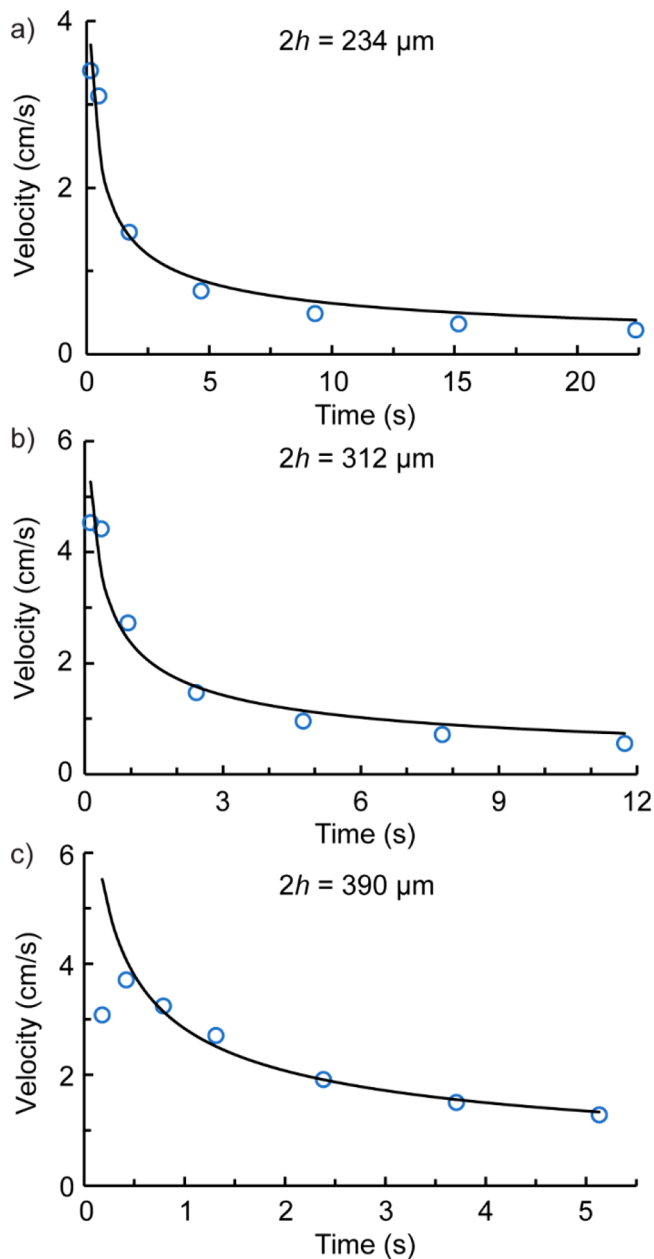 a)
2h = 234 µm
Velocity (cm/s)
4
2
0
0 5 10 15 20
Time (s)
b)
2h = 312 µm
Velocity (cm/s)
6
4
2
0
0 3 6 9 12
Time (s)
c)
2h = 390 µm
Velocity (cm/s)
6
4
2
0
0 1 2 3 4 5
Time (s)